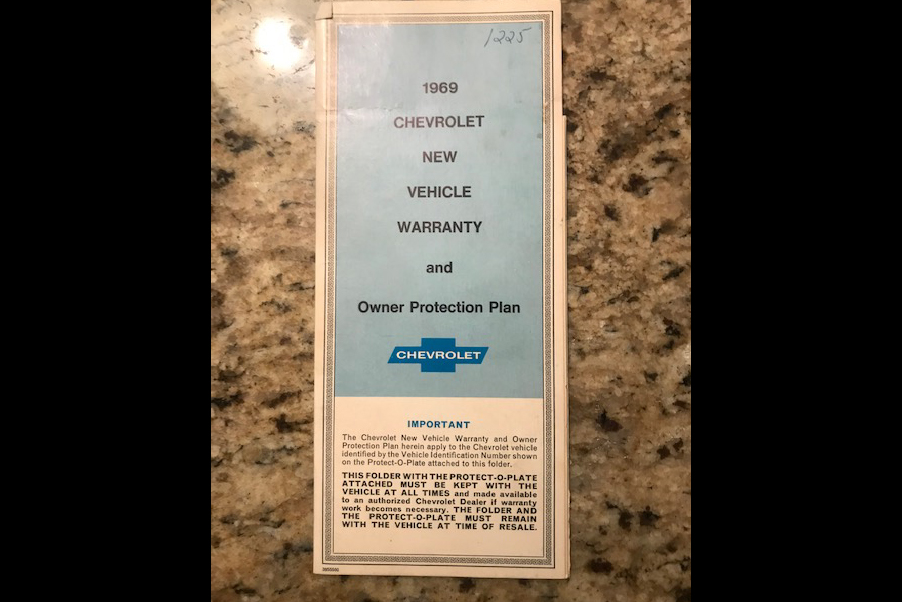 1225
1969
CHEVROLET
NEW
VEHICLE
WARRANTY
and
Owner Protection Plan
CHEVROLET
IMPORTANT
The Chevrolet New Vehicle Warranty and Owner
Protection Plan herein apply to the Chevrolet vehicle
identified by the Vehicle Identification Number shown
on the Protect-O-Plate attached to this folder.
THIS FOLDER WITH THE PROTECT-O-PLATE
ATTACHED MUST BE KEPT WITH THE
VEHICLE AT ALL TIMES and made available
to an authorized Chevrolet Dealer if warranty
work becomes necessary. THE FOLDER AND
THE PROTECT-O-PLATE MUST REMAIN
WITH THE VEHICLE AT TIME OF RESALE.